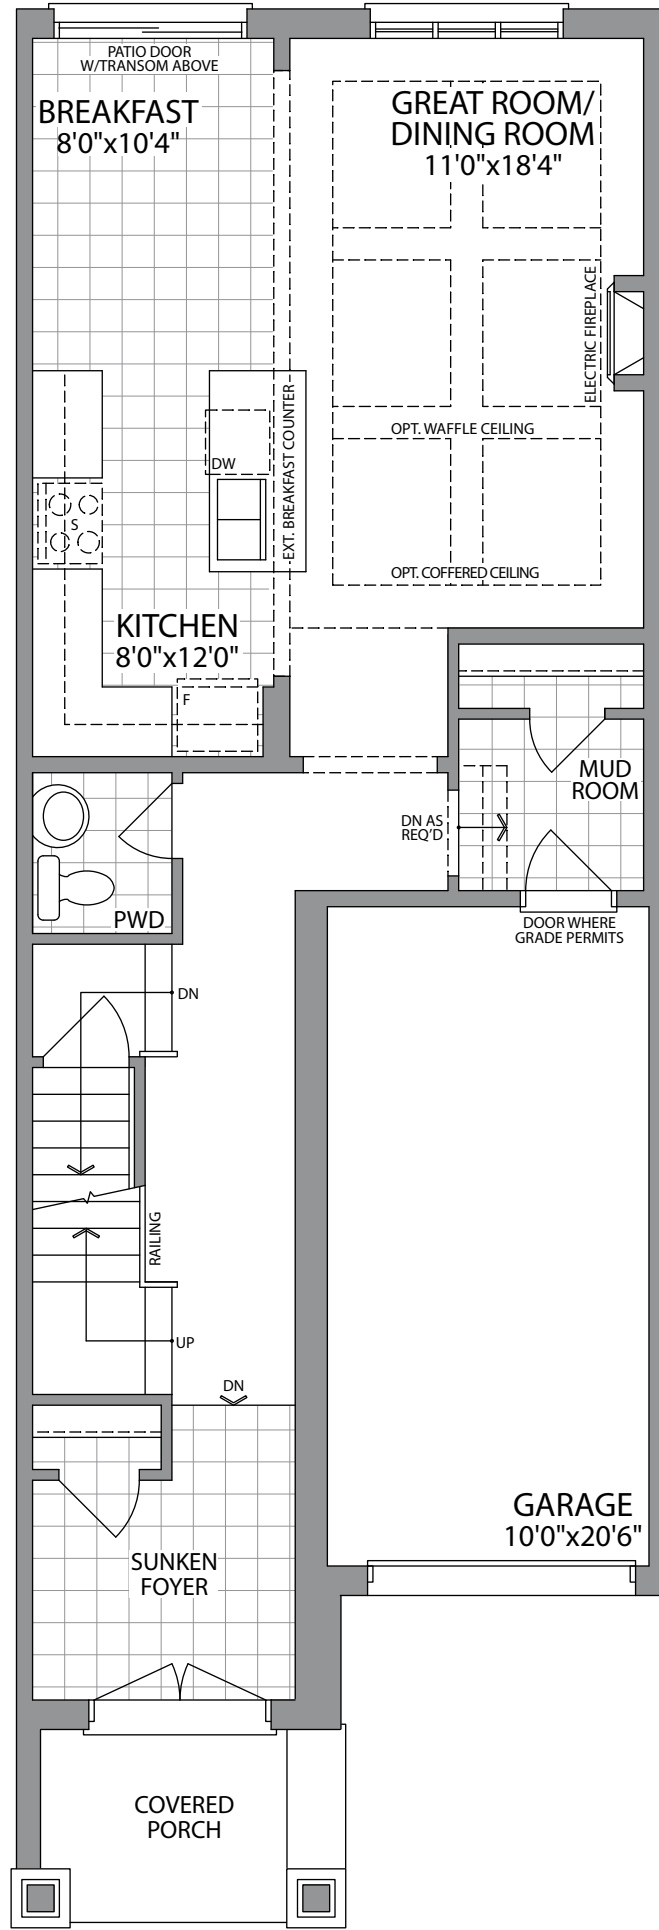 PATIO DOOR
W/TRANSOM ABOVE
BREAKFAST
8'0"x10'4"
GREAT ROOM/
DINING ROOM
11'0"x18'4"
ELECTRIC FIREPLACE
EXT. BREAKFAST COUNTER
OPT. WAFFLE CEILING
DW
S
OPT. COFFERED CEILING
KITCHEN
8'0"x12'0"
F
MUD
ROOM
DN AS
REQ'D
PWD
DOOR WHERE
GRADE PERMITS
DN
RAILING
UP
DN
GARAGE
10'0"x20'6"
SUNKEN
FOYER
COVERED
PORCH